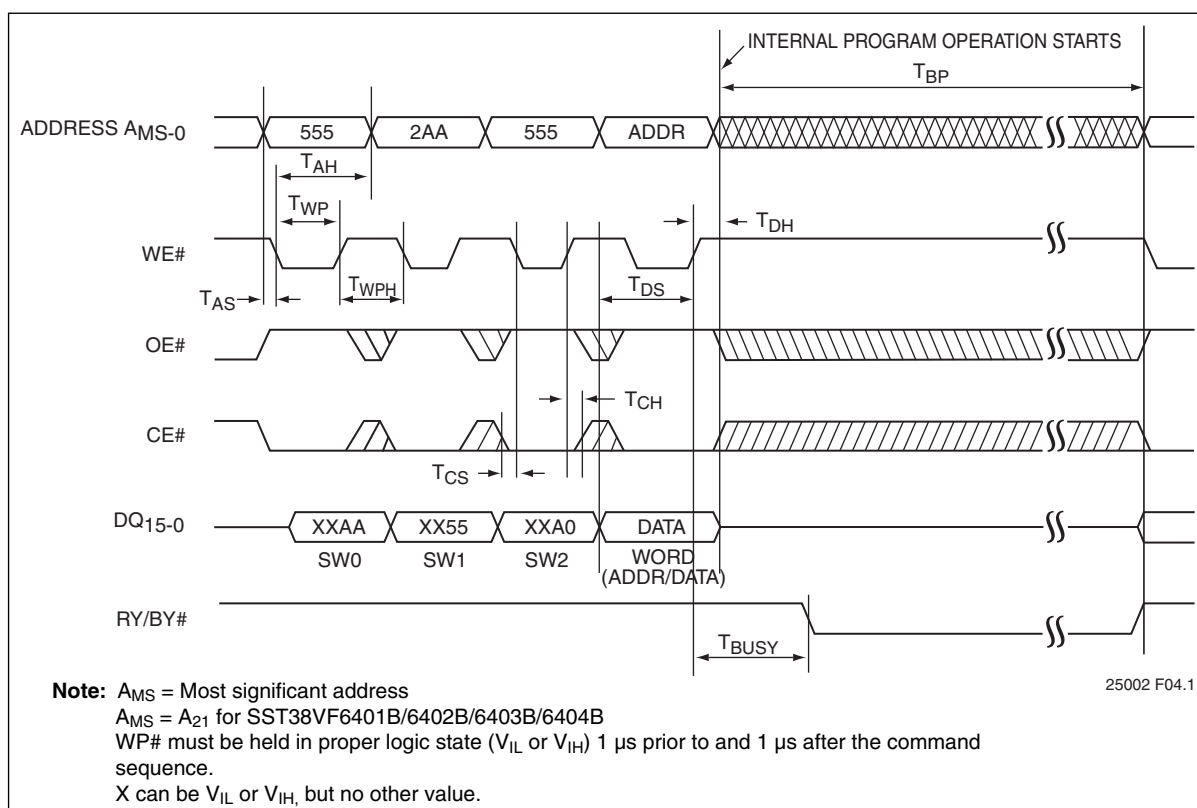 INTERNAL PROGRAM OPERATION STARTS
TBP
ADDRESS AMS-0
555
2AA
555
ADDR
TAH
TWP
TDH
WE#
TAS
TWPH
TDS
OE#
TCH
CE#
TCS
DQ15-0
XXAA
XX55
XXA0
DATA
SW0
SW1
SW2
WORD
(ADDR/DATA)
RY/BY#
TBUSY
25002 F04.1
Note: AMS = Most significant address
AMS = A21 for SST38VF6401B/6402B/6403B/6404B
WP# must be held in proper logic state (VIL or VIH) 1 µs prior to and 1 µs after the command
sequence.
X can be VIL or VIH, but no other value.